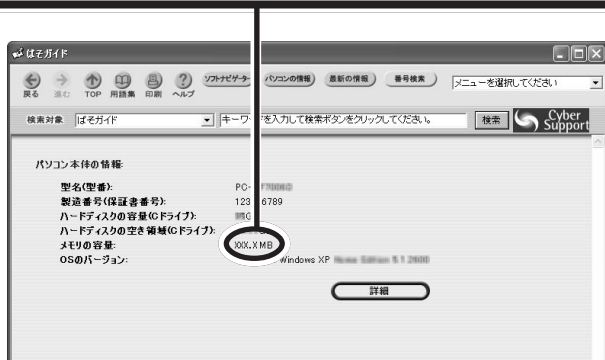 ぱそガイド
戻る 進む TOP 用語集 印刷 ヘルプ ソフトナビゲーター パソコンの情報 最新の情報 番号検索 メニューを選択してください
検索対象 ぱそガイド キーワードを入力して検索ボタンをクリックしてください。 検索 Cyber Support
パソコン本体の情報:
型名(型番): PC-
製造番号(保証書番号): 123 6789
ハードディスクの容量(Cドライブ):
ハードディスクの空き領域(Cドライブ):
メモリの容量: XXX.XMB
OSのバージョン: Windows XP
詳細